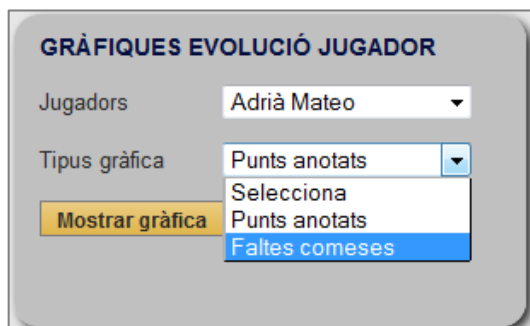 GRÀFIQUES EVOLUCIÓ JUGADOR
Jugadors Adrià Mateo
Tipus gràfica Punts anotats
Selecciona
Mostrar gràfica Punts anotats
Faltes comeses